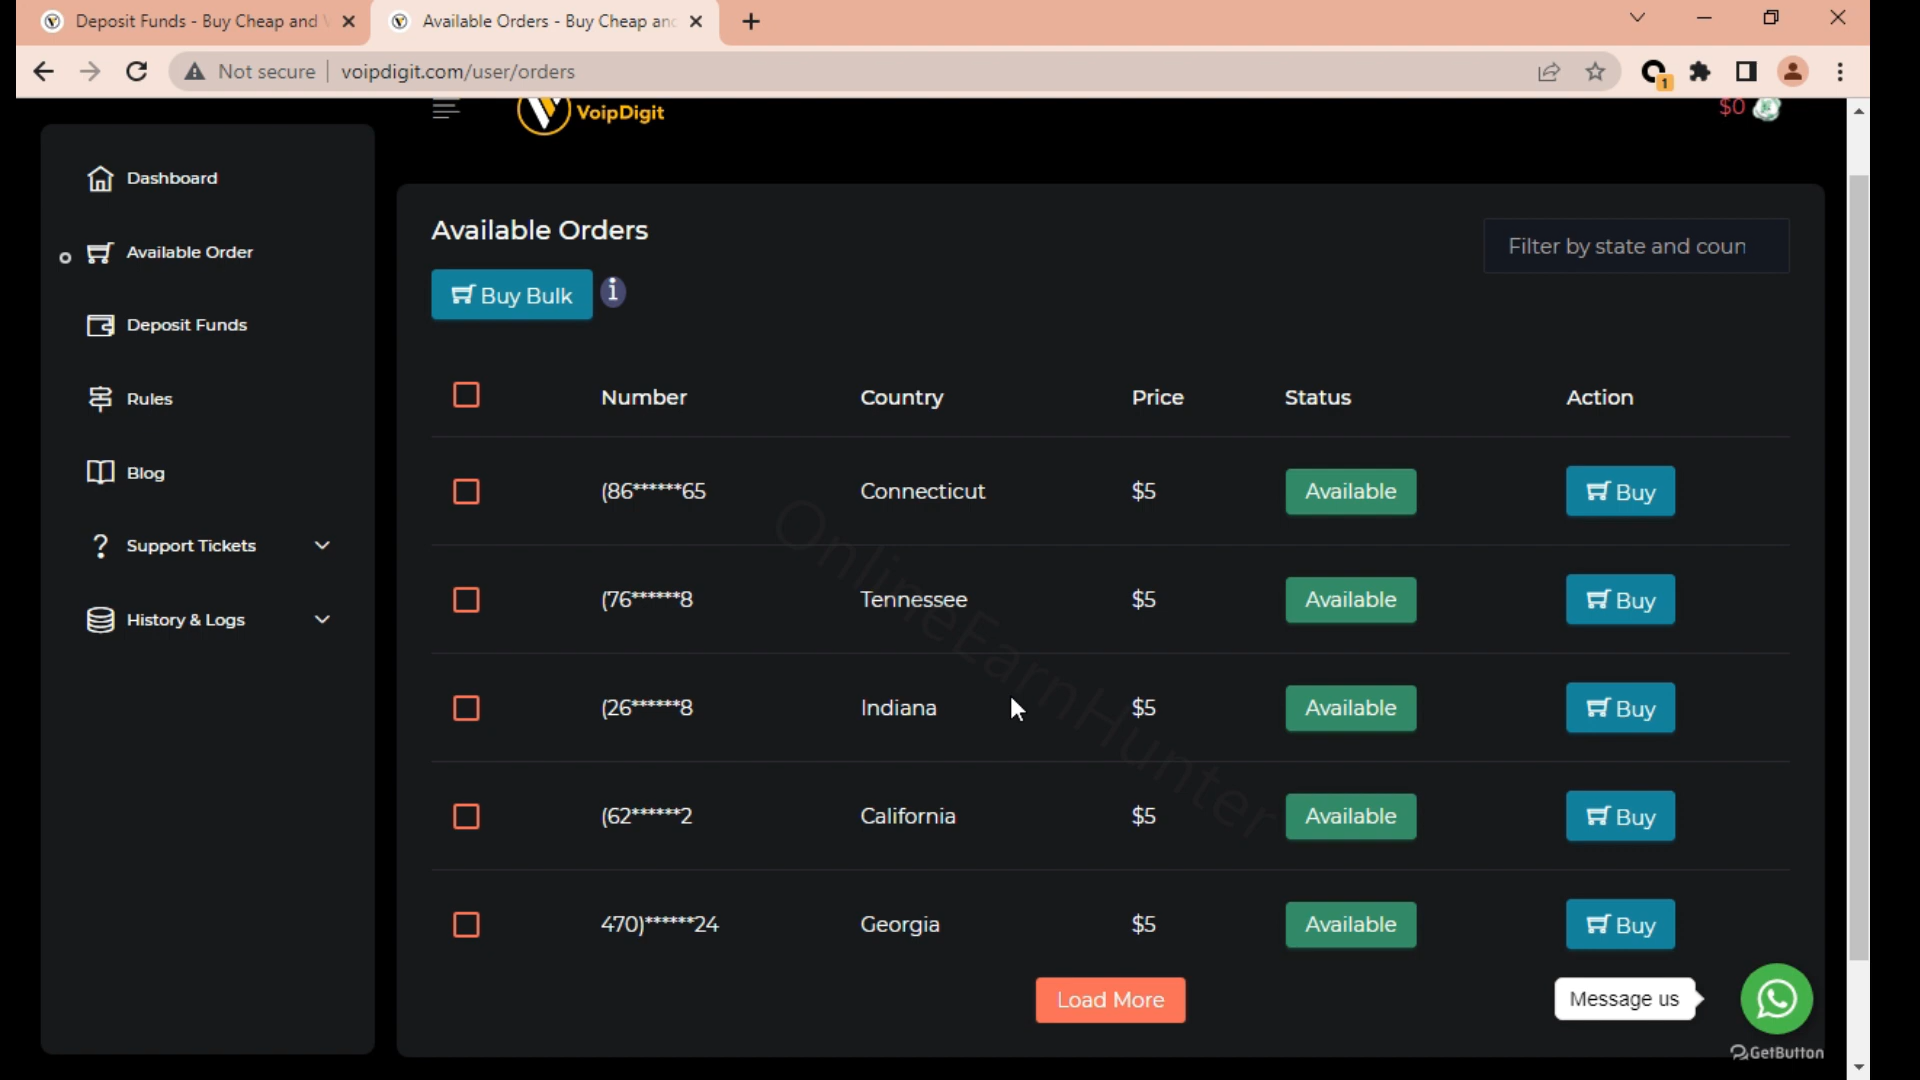 Deposit Funds - Buy Cheap and
Available Orders - Buy Cheap and
Not secure
voipdigit.com/user/orders
1
VoipDigit
$0
Dashboard
Available Order
Deposit Funds
Rules
Blog
Support Tickets
History & Logs
Available Orders
Filter by state and coun
Buy Bulk
i
Number Country Price Status Action
(86******65 Connecticut $5 Available Buy
(76******8 Tennessee $5 Available Buy
(26******8 Indiana $5 Available Buy
(62******2 California $5 Available Buy
470)******24 Georgia $5 Available Buy
OnlineEarnHunter
Load More
Message us
GetButton